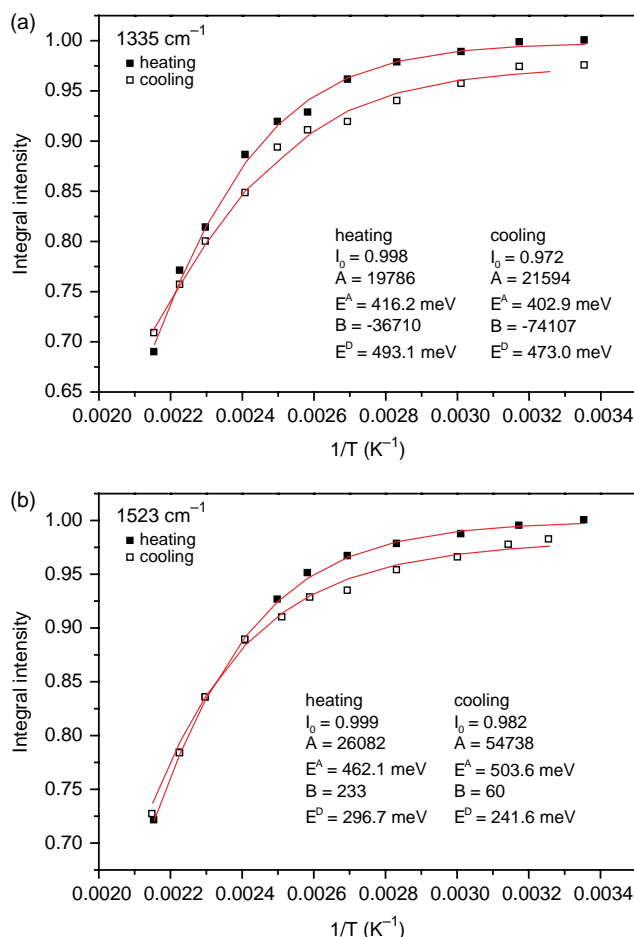 (a)
1335 cm⁻¹
heating
cooling
Integral intensity
1.00
0.95
0.90
0.85
0.80
0.75
0.70
0.65
heating cooling
I₀ = 0.998 I₀ = 0.972
A = 19786 A = 21594
Eᴬ = 416.2 meV Eᴬ = 402.9 meV
B = -36710 B = -74107
Eᴰ = 493.1 meV Eᴰ = 473.0 meV
0.0020 0.0022 0.0024 0.0026 0.0028 0.0030 0.0032 0.0034
1/T (K⁻¹)
(b)
1523 cm⁻¹
heating
cooling
Integral intensity
1.00
0.95
0.90
0.85
0.80
0.75
0.70
heating cooling
I₀ = 0.999 I₀ = 0.982
A = 26082 A = 54738
Eᴬ = 462.1 meV Eᴬ = 503.6 meV
B = 233 B = 60
Eᴰ = 296.7 meV Eᴰ = 241.6 meV
0.0020 0.0022 0.0024 0.0026 0.0028 0.0030 0.0032 0.0034
1/T (K⁻¹)